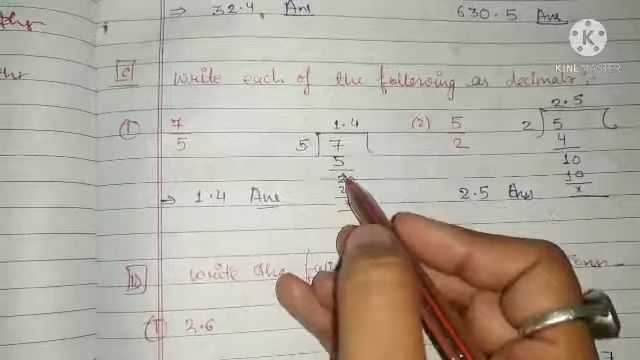 ⇒ 32.4 Ans 630.5 Ans
KINEMASTER
[C] Write each of the following as decimals :-
(1) 7/5 1.4 (2) 5/2 2.5
5 7 2 5
5 4
20 10
10
x
→ 1.4 Ans 2.5 Ans
[D] Write the
(1) 2.6